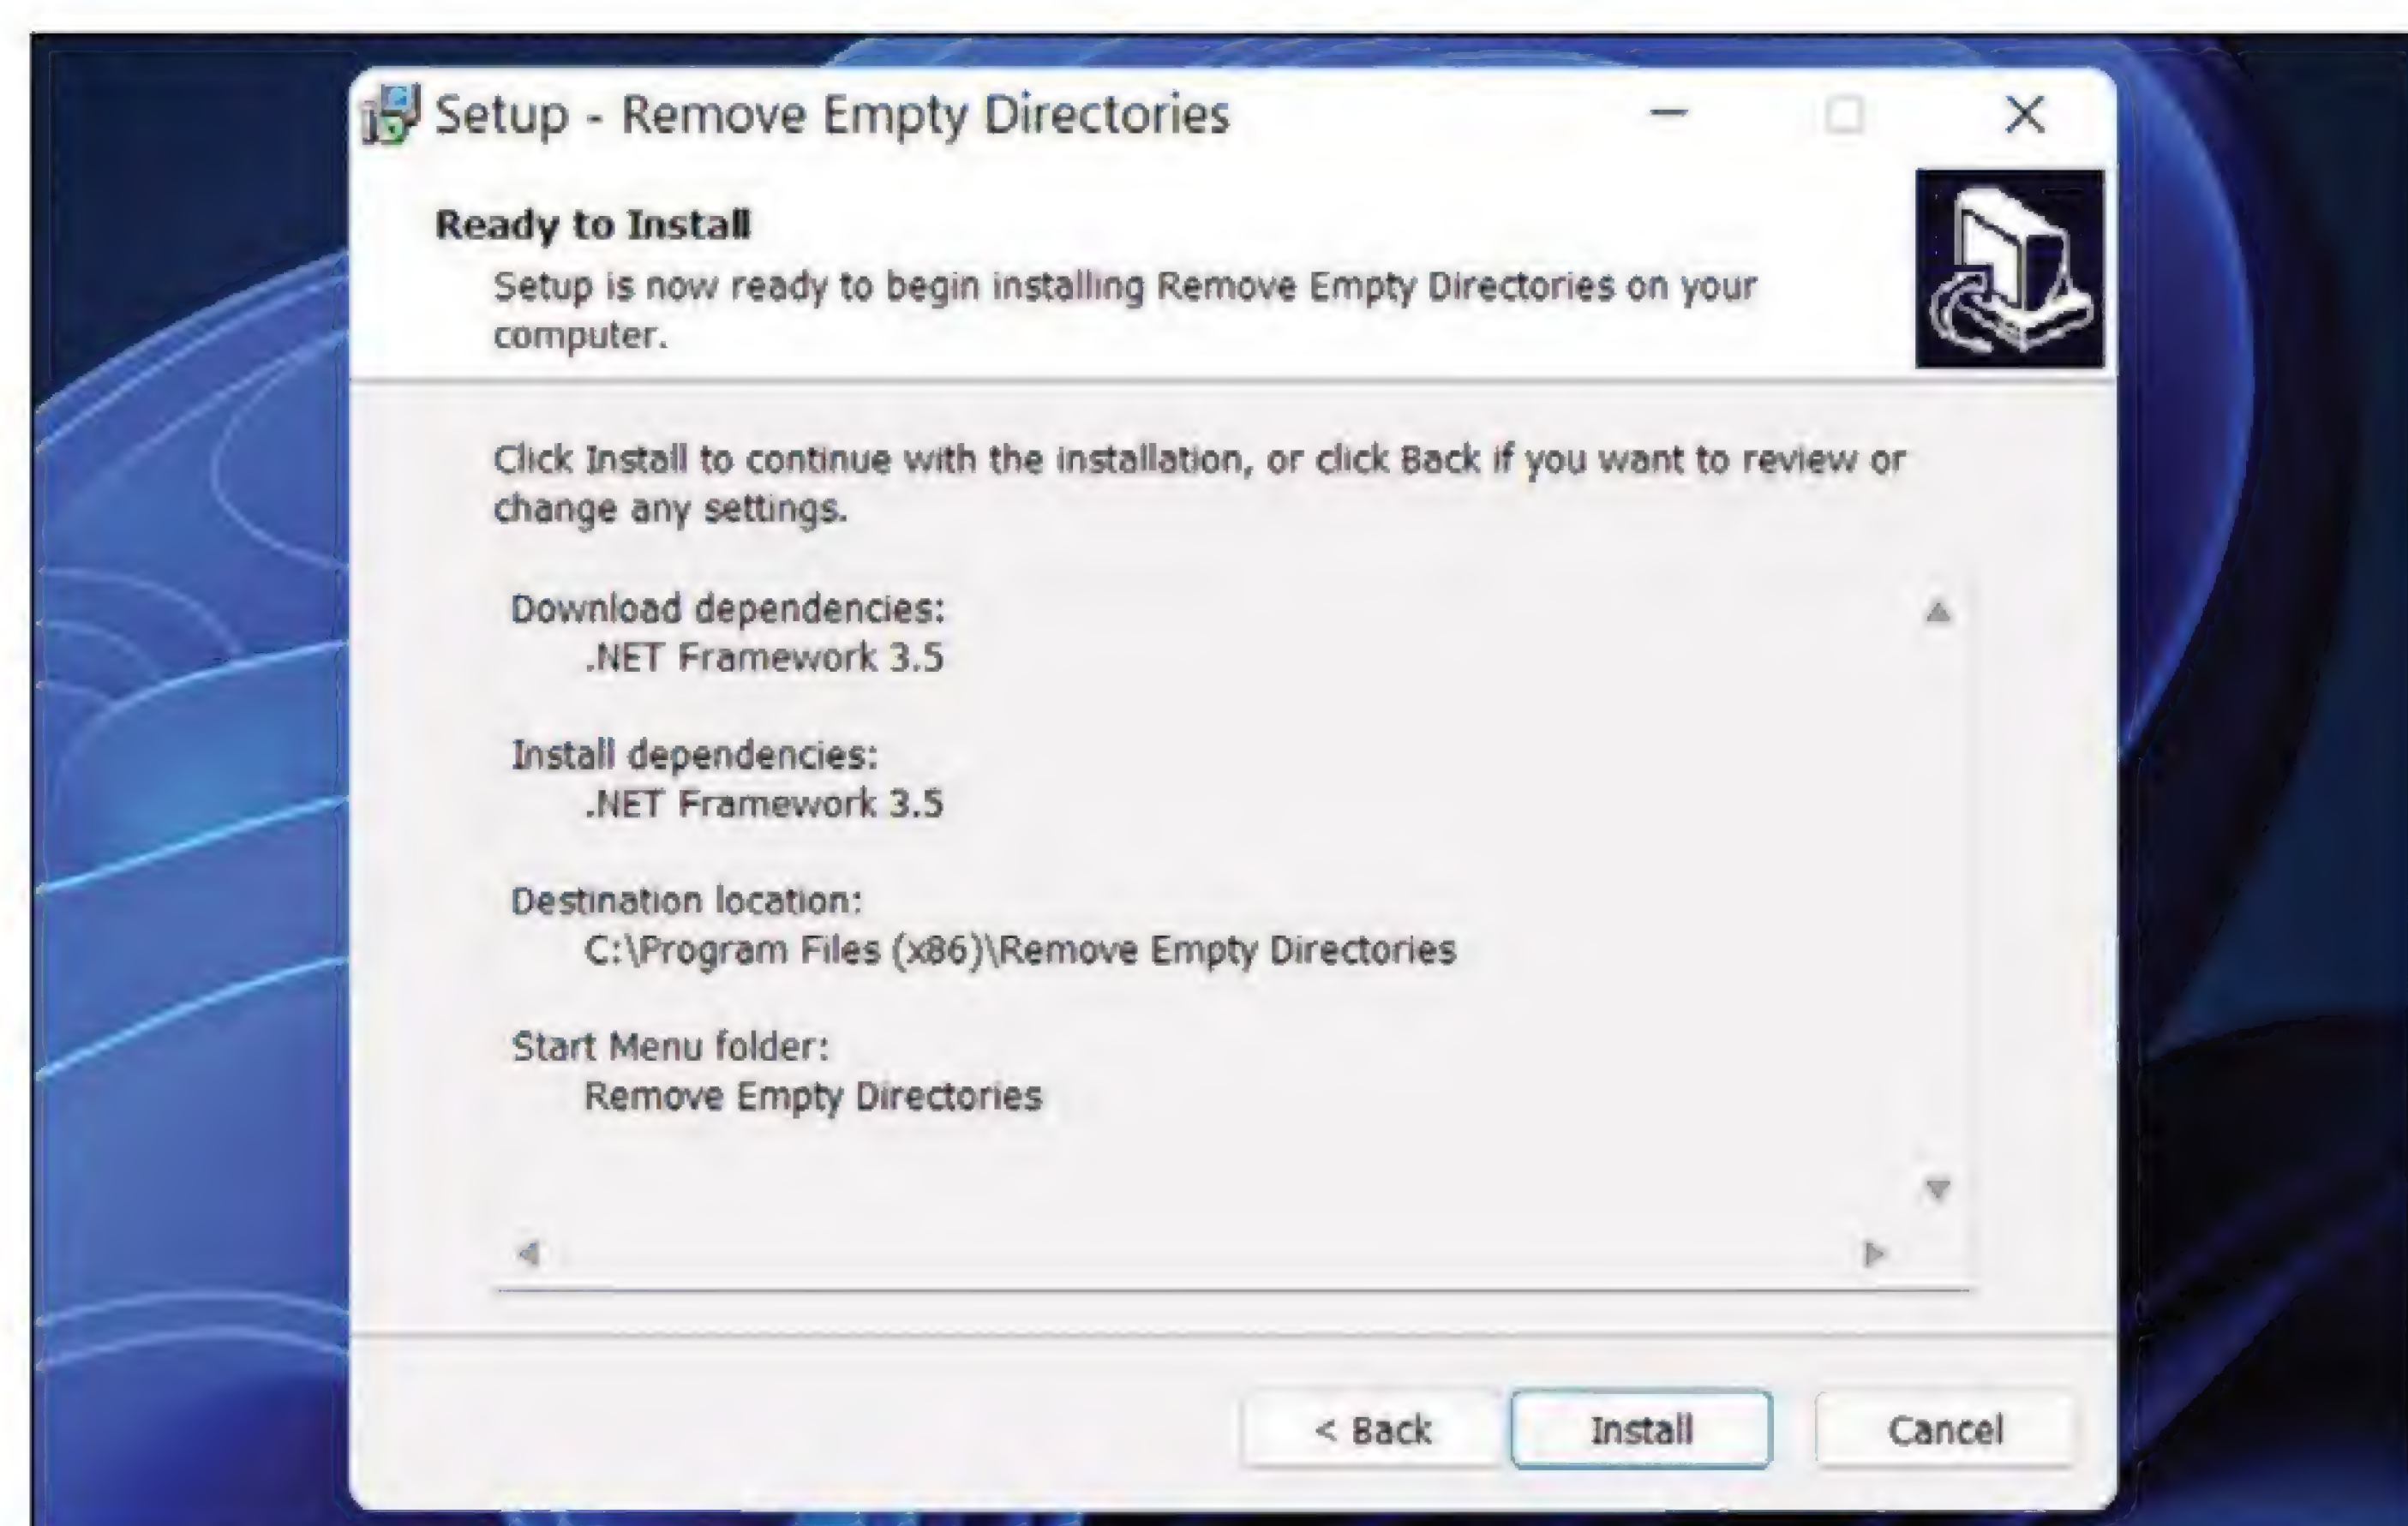 Setup - Remove Empty Directories
Ready to Install
Setup is now ready to begin installing Remove Empty Directories on your
computer.
Click Install to continue with the installation, or click Back if you want to review or
change any settings.
Download dependencies:
.NET Framework 3.5
Install dependencies:
.NET Framework 3.5
Destination location:
C:\Program Files (x86)\Remove Empty Directories
Start Menu folder:
Remove Empty Directories
< Back Install Cancel